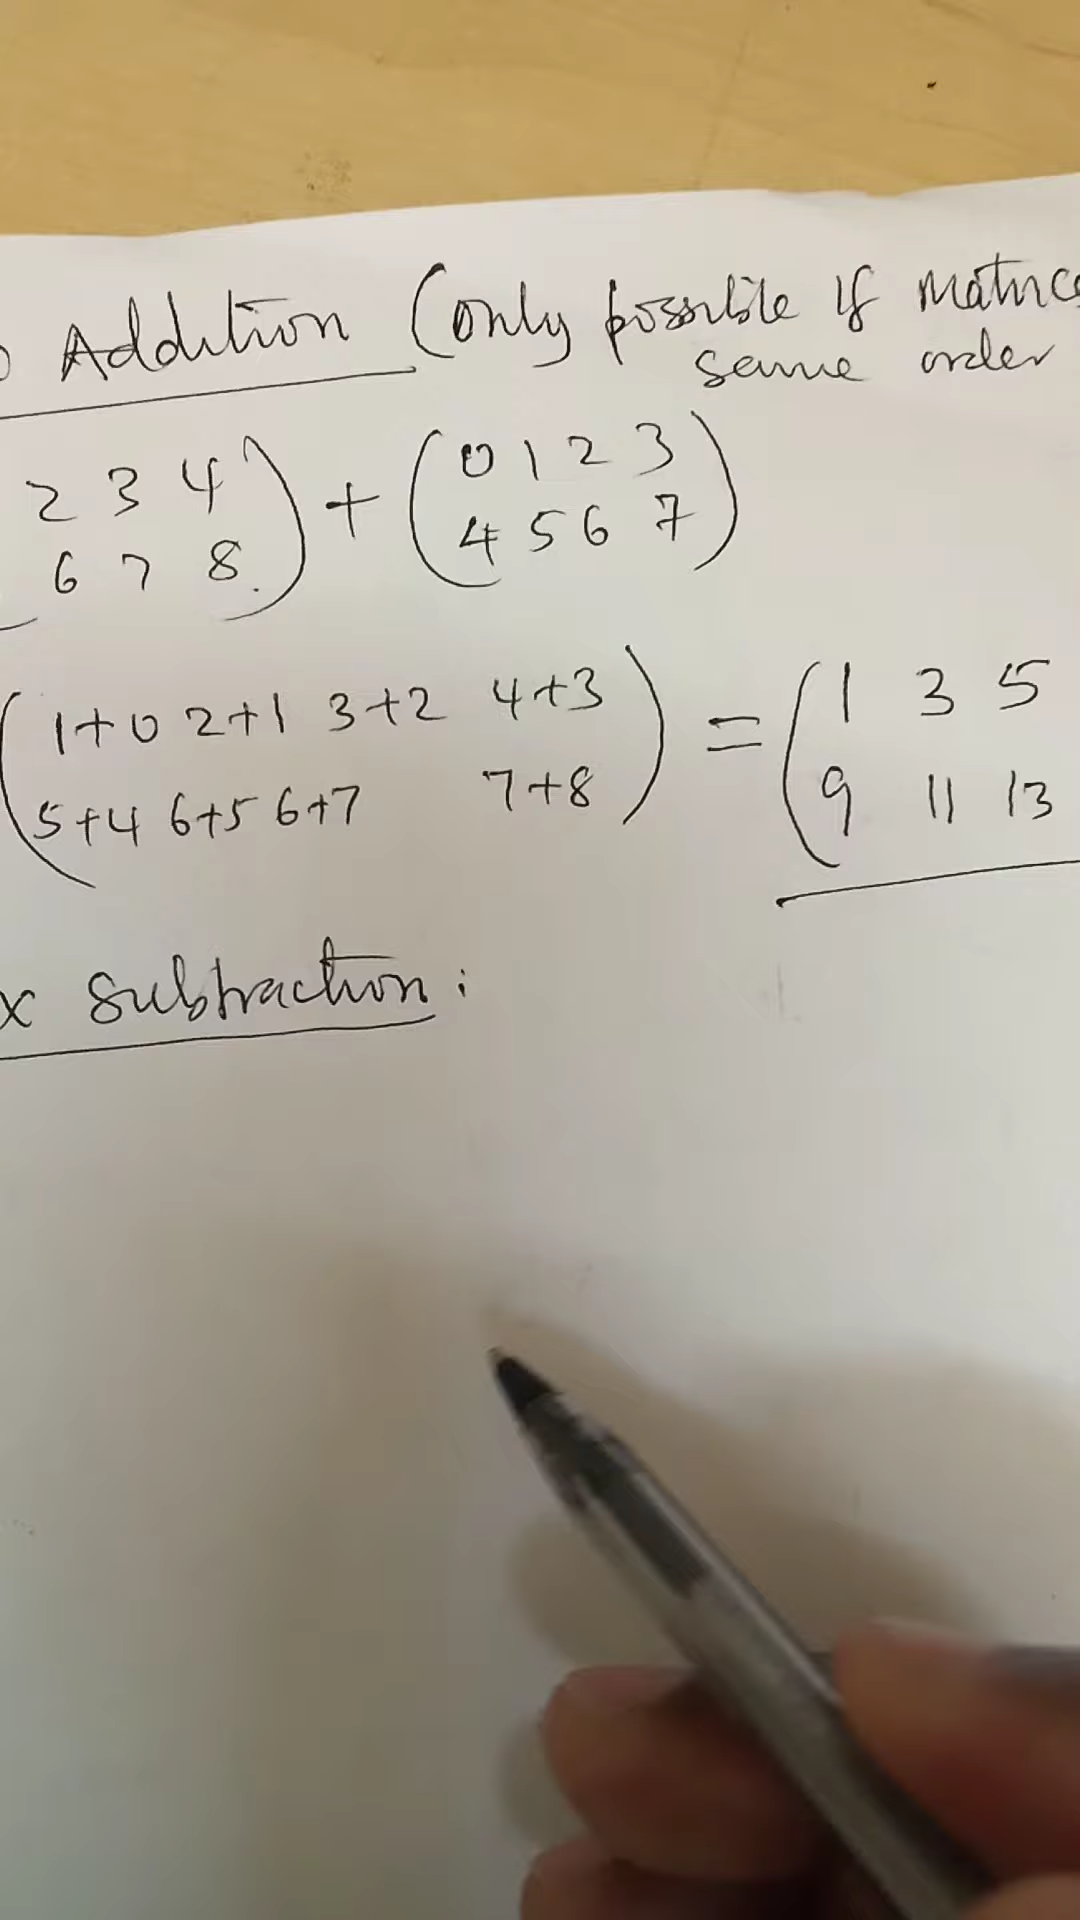 Addition (only possible if matrices
same order
2 3 4 + 0 1 2 3
6 7 8 4 5 6 7
(1+0 2+1 3+2 4+3) = (1 3 5
5+4 6+5 6+7 7+8 9 11 13
x Subtraction: